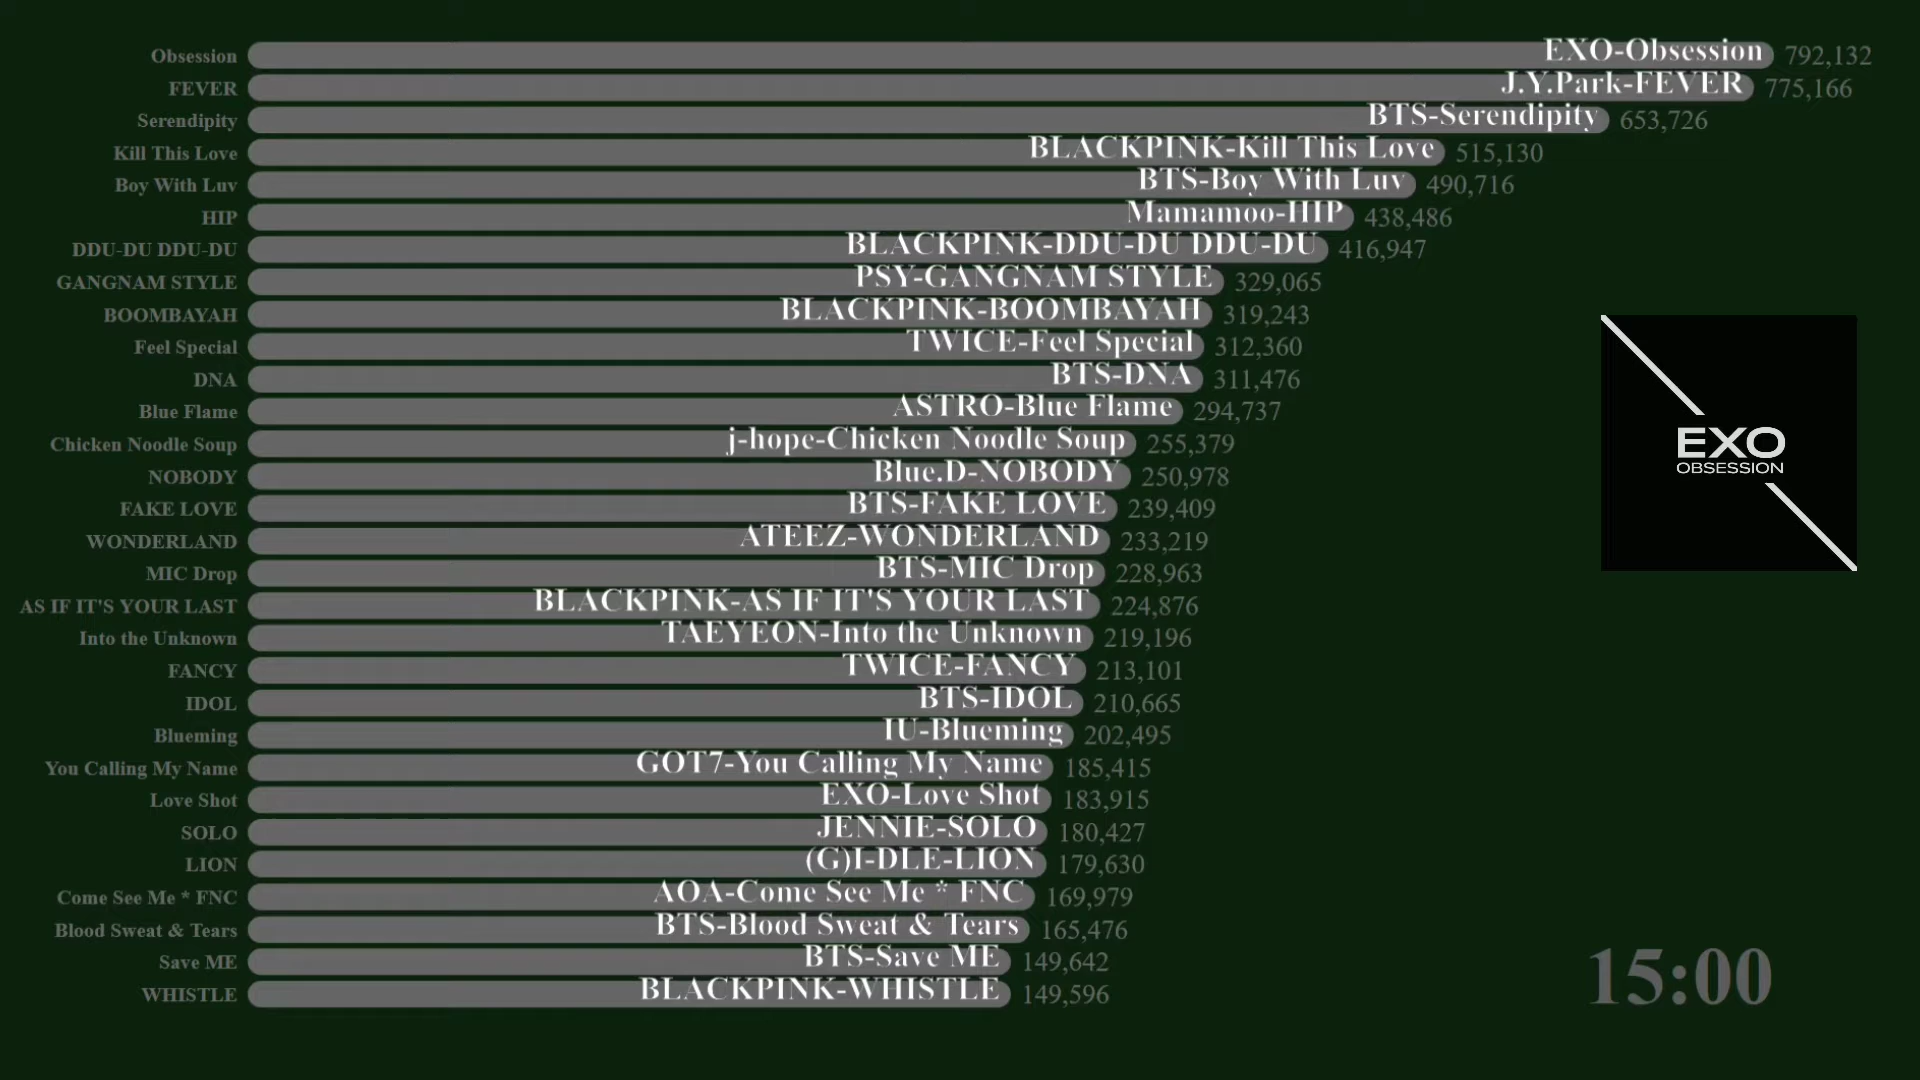 Obsession EXO-Obsession 792,132
FEVER J.Y.Park-FEVER 775,166
Serendipity BTS-Serendipity 653,726
Kill This Love BLACKPINK-Kill This Love 515,130
Boy With Luv BTS-Boy With Luv 490,716
HIP Mamamoo-HIP 438,486
DDU-DU DDU-DU BLACKPINK-DDU-DU DDU-DU 416,947
GANGNAM STYLE PSY-GANGNAM STYLE 329,065
BOOMBAYAH BLACKPINK-BOOMBAYAH 319,243
Feel Special TWICE-Feel Special 312,360
DNA BTS-DNA 311,476
Blue Flame ASTRO-Blue Flame 294,737
Chicken Noodle Soup j-hope-Chicken Noodle Soup 255,379
NOBODY Blue.D-NOBODY 250,978
FAKE LOVE BTS-FAKE LOVE 239,409
WONDERLAND ATEEZ-WONDERLAND 233,219
MIC Drop BTS-MIC Drop 228,963
AS IF IT'S YOUR LAST BLACKPINK-AS IF IT'S YOUR LAST 224,876
Into the Unknown TAEYEON-Into the Unknown 219,196
FANCY TWICE-FANCY 213,101
IDOL BTS-IDOL 210,665
Blueming IU-Blueming 202,495
You Calling My Name GOT7-You Calling My Name 185,415
Love Shot EXO-Love Shot 183,915
SOLO JENNIE-SOLO 180,427
LION (G)I-DLE-LION 179,630
Come See Me * FNC AOA-Come See Me * FNC 169,979
Blood Sweat & Tears BTS-Blood Sweat & Tears 165,476
Save ME BTS-Save ME 149,642
WHISTLE BLACKPINK-WHISTLE 149,596
EXO
OBSESSION
15:00